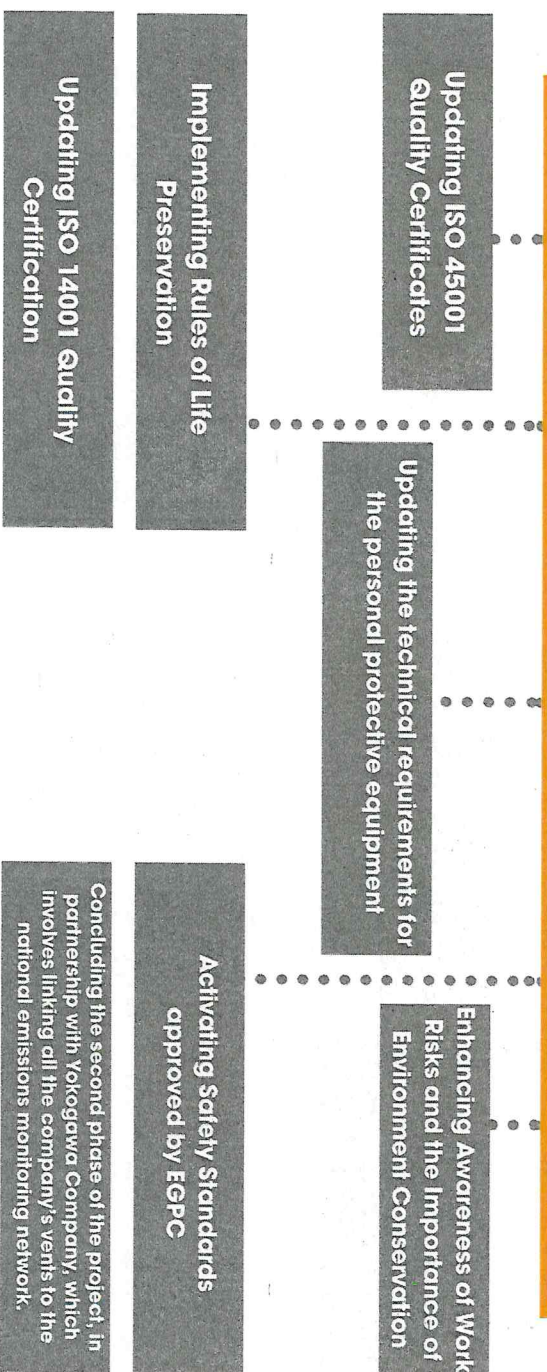 Updating ISO 45001
Quality Certificates
Updating the technical requirements for
the personal protective equipment
Enhancing Awareness of Work
Risks and the Importance of
Environment Conservation
Implementing Rules of Life
Preservation
Activating Safety Standards
approved by EGPC
Updating ISO 14001 Quality
Certification
Concluding the second phase of the project, in
partnership with Yokogawa Company, which
involves linking all the company's vents to the
national emissions monitoring network.